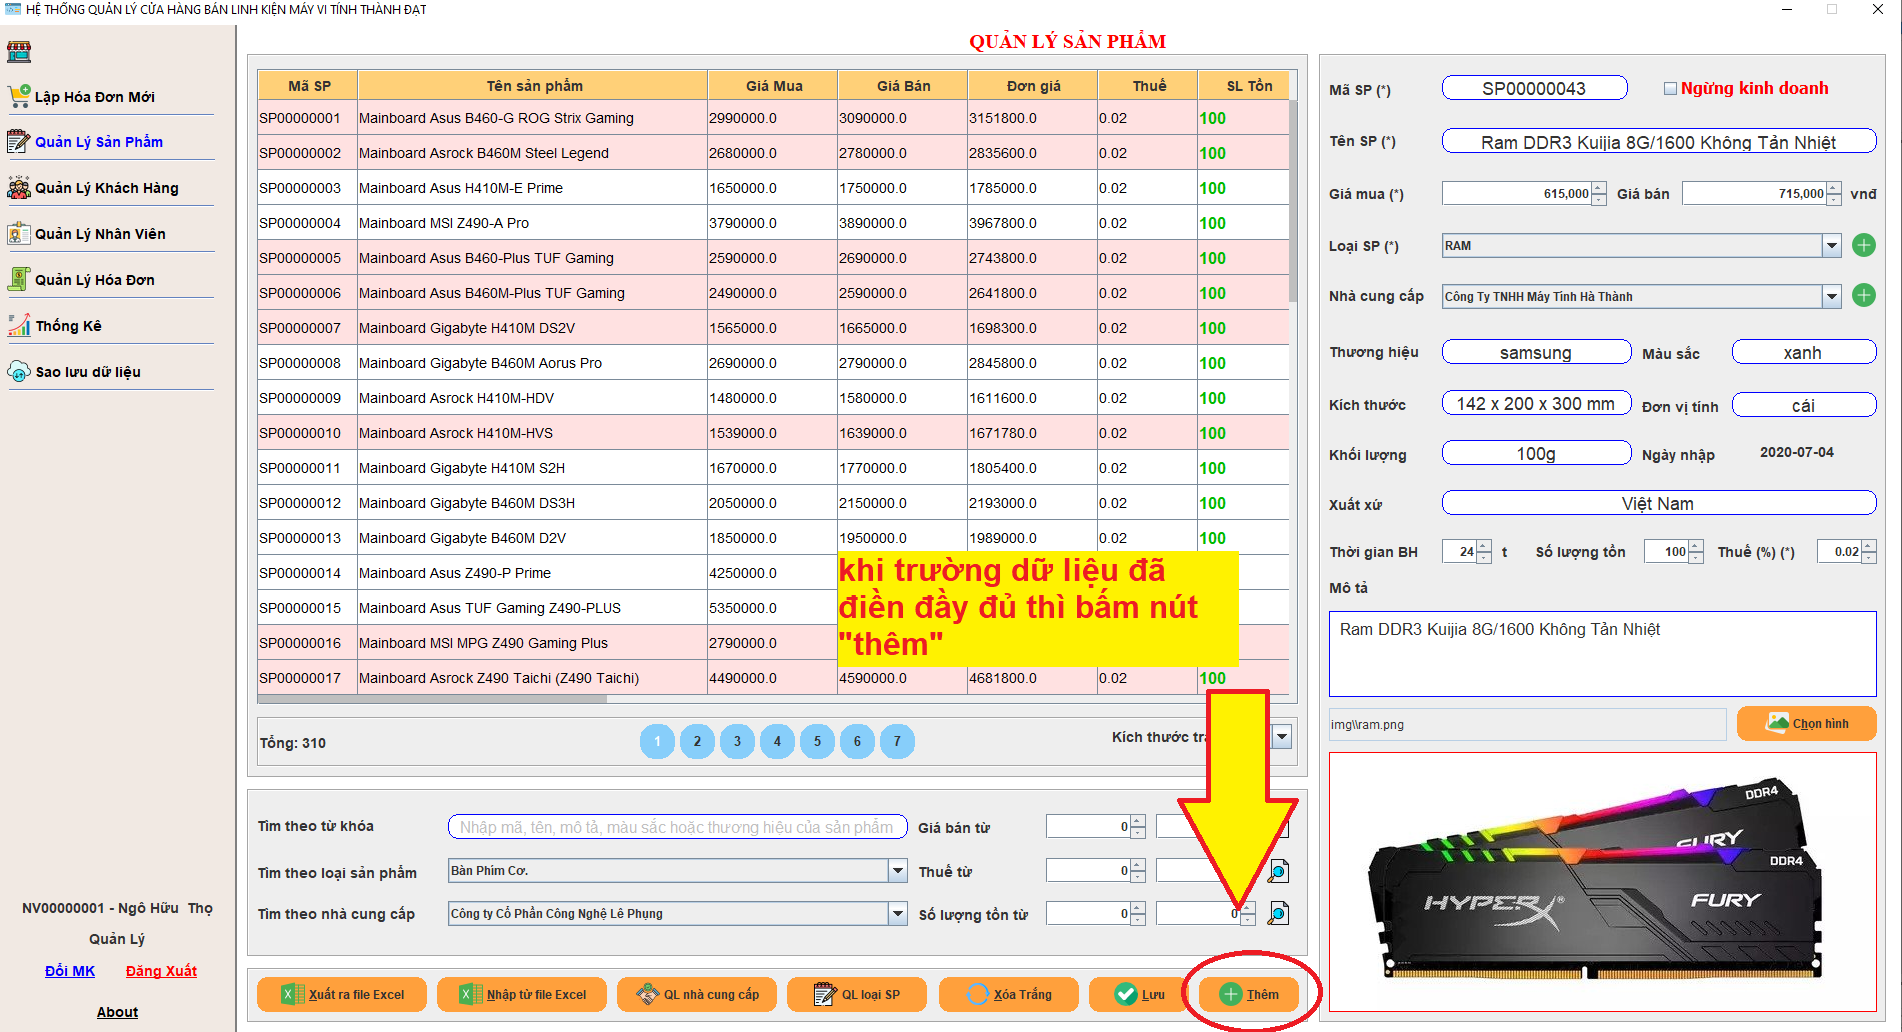 HỆ THỐNG QUẢN LÝ CỬA HÀNG BÁN LINH KIỆN MÁY VI TÍNH THÀNH ĐẠT
Lập Hóa Đơn Mới
Quản Lý Sản Phẩm
Quản Lý Khách Hàng
Quản Lý Nhân Viên
Quản Lý Hóa Đơn
Thống Kê
Sao lưu dữ liệu
NV00000001 - Ngô Hữu Thọ
Quản Lý
Đổi MK Đăng Xuất
About
QUẢN LÝ SẢN PHẨM
Mã SP Tên sản phẩm Giá Mua Giá Bán Đơn giá Thuế SL Tồn
SP00000001 Mainboard Asus B460-G ROG Strix Gaming 2990000.0 3090000.0 3151800.0 0.02 100
SP00000002 Mainboard Asrock B460M Steel Legend 2680000.0 2780000.0 2835600.0 0.02 100
SP00000003 Mainboard Asus H410M-E Prime 1650000.0 1750000.0 1785000.0 0.02 100
SP00000004 Mainboard MSI Z490-A Pro 3790000.0 3890000.0 3967800.0 0.02 100
SP00000005 Mainboard Asus B460-Plus TUF Gaming 2590000.0 2690000.0 2743800.0 0.02 100
SP00000006 Mainboard Asus B460M-Plus TUF Gaming 2490000.0 2590000.0 2641800.0 0.02 100
SP00000007 Mainboard Gigabyte H410M DS2V 1565000.0 1665000.0 1698300.0 0.02 100
SP00000008 Mainboard Gigabyte B460M Aorus Pro 2690000.0 2790000.0 2845800.0 0.02 100
SP00000009 Mainboard Asrock H410M-HDV 1480000.0 1580000.0 1611600.0 0.02 100
SP00000010 Mainboard Asrock H410M-HVS 1539000.0 1639000.0 1671780.0 0.02 100
SP00000011 Mainboard Gigabyte H410M S2H 1670000.0 1770000.0 1805400.0 0.02 100
SP00000012 Mainboard Gigabyte B460M DS3H 2050000.0 2150000.0 2193000.0 0.02 100
SP00000013 Mainboard Gigabyte B460M D2V 1850000.0 1950000.0 1989000.0 0.02 100
SP00000014 Mainboard Asus Z490-P Prime 4250000.0
SP00000015 Mainboard Asus TUF Gaming Z490-PLUS 5350000.0
SP00000016 Mainboard MSI MPG Z490 Gaming Plus 2790000.0
SP00000017 Mainboard Asrock Z490 Taichi (Z490 Taichi) 4490000.0 4590000.0 4681800.0 0.02 100
khi trường dữ liệu đã
điền đầy đủ thì bấm nút
"thêm"
Tổng: 310 1 2 3 4 5 6 7 Kích thước
Tìm theo từ khóa Nhập mã, tên, mô tả, màu sắc hoặc thương hiệu của sản phẩm Giá bán từ 0
Tìm theo loại sản phẩm Bàn Phím Cơ. Thuế từ 0
Tìm theo nhà cung cấp Công ty Cổ Phần Công Nghệ Lê Phụng Số lượng tồn từ 0 0
Xuất ra file Excel Nhập từ file Excel QL nhà cung cấp QL loại SP Xóa Trắng Lưu Thêm
Mã SP (*) SP00000043 Ngừng kinh doanh
Tên SP (*) Ram DDR3 Kuijia 8G/1600 Không Tản Nhiệt
Giá mua (*) 615,000 Giá bán 715,000 vnđ
Loại SP (*) RAM
Nhà cung cấp Công Ty TNHH Máy Tính Hà Thành
Thương hiệu samsung Màu sắc xanh
Kích thước 142 x 200 x 300 mm Đơn vị tính cái
Khối lượng 100g Ngày nhập 2020-07-04
Xuất xứ Việt Nam
Thời gian BH 24 t Số lượng tồn 100 Thuế (%) (*) 0.02
Mô tả
Ram DDR3 Kuijia 8G/1600 Không Tản Nhiệt
img\\ram.png Chọn hình
DDR4
FURY
DDR4
HYPERX FURY